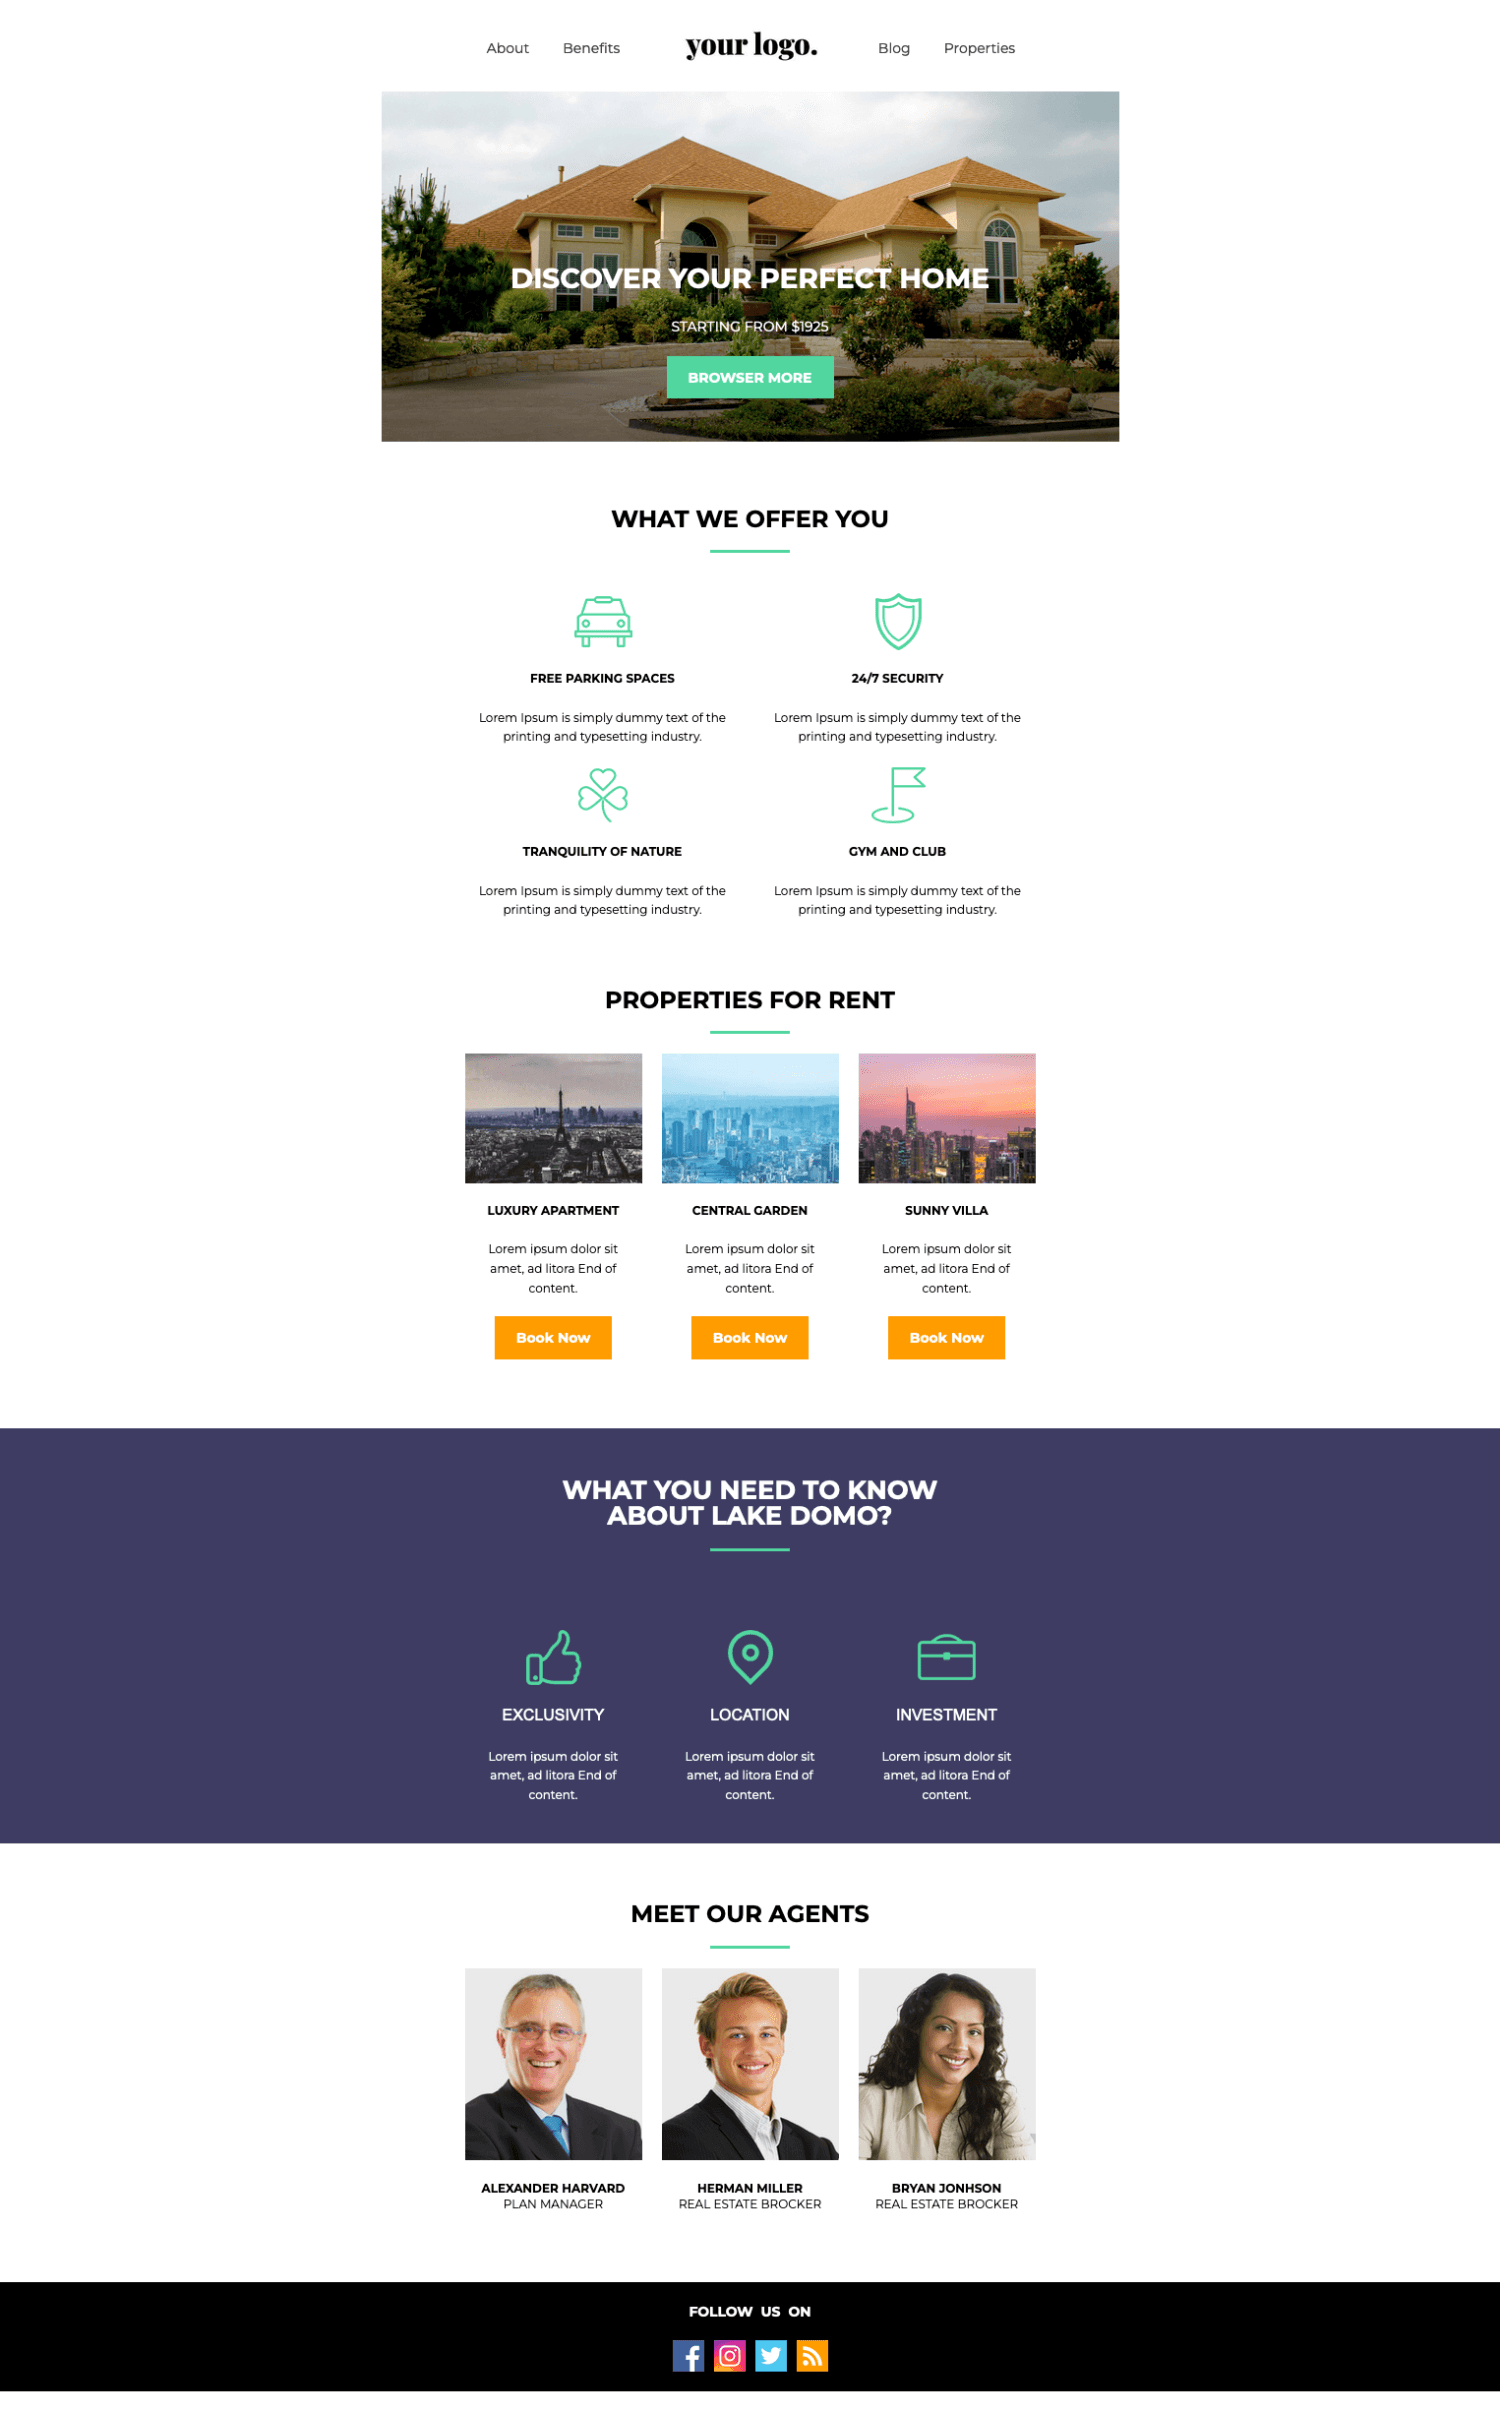 About Benefits your logo. Blog Properties
DISCOVER YOUR PERFECT HOME
STARTING FROM $1925
BROWSER MORE
WHAT WE OFFER YOU
FREE PARKING SPACES
Lorem Ipsum is simply dummy text of the
printing and typesetting industry.
24/7 SECURITY
Lorem Ipsum is simply dummy text of the
printing and typesetting industry.
TRANQUILITY OF NATURE
Lorem Ipsum is simply dummy text of the
printing and typesetting industry.
GYM AND CLUB
Lorem Ipsum is simply dummy text of the
printing and typesetting industry.
PROPERTIES FOR RENT
LUXURY APARTMENT
Lorem ipsum dolor sit
amet, ad litora End of
content.
Book Now
CENTRAL GARDEN
Lorem ipsum dolor sit
amet, ad litora End of
content.
Book Now
SUNNY VILLA
Lorem ipsum dolor sit
amet, ad litora End of
content.
Book Now
WHAT YOU NEED TO KNOW
ABOUT LAKE DOMO?
EXCLUSIVITY
Lorem ipsum dolor sit
amet, ad litora End of
content.
LOCATION
Lorem ipsum dolor sit
amet, ad litora End of
content.
INVESTMENT
Lorem ipsum dolor sit
amet, ad litora End of
content.
MEET OUR AGENTS
ALEXANDER HARVARD
PLAN MANAGER
HERMAN MILLER
REAL ESTATE BROCKER
BRYAN JONHSON
REAL ESTATE BROCKER
FOLLOW US ON